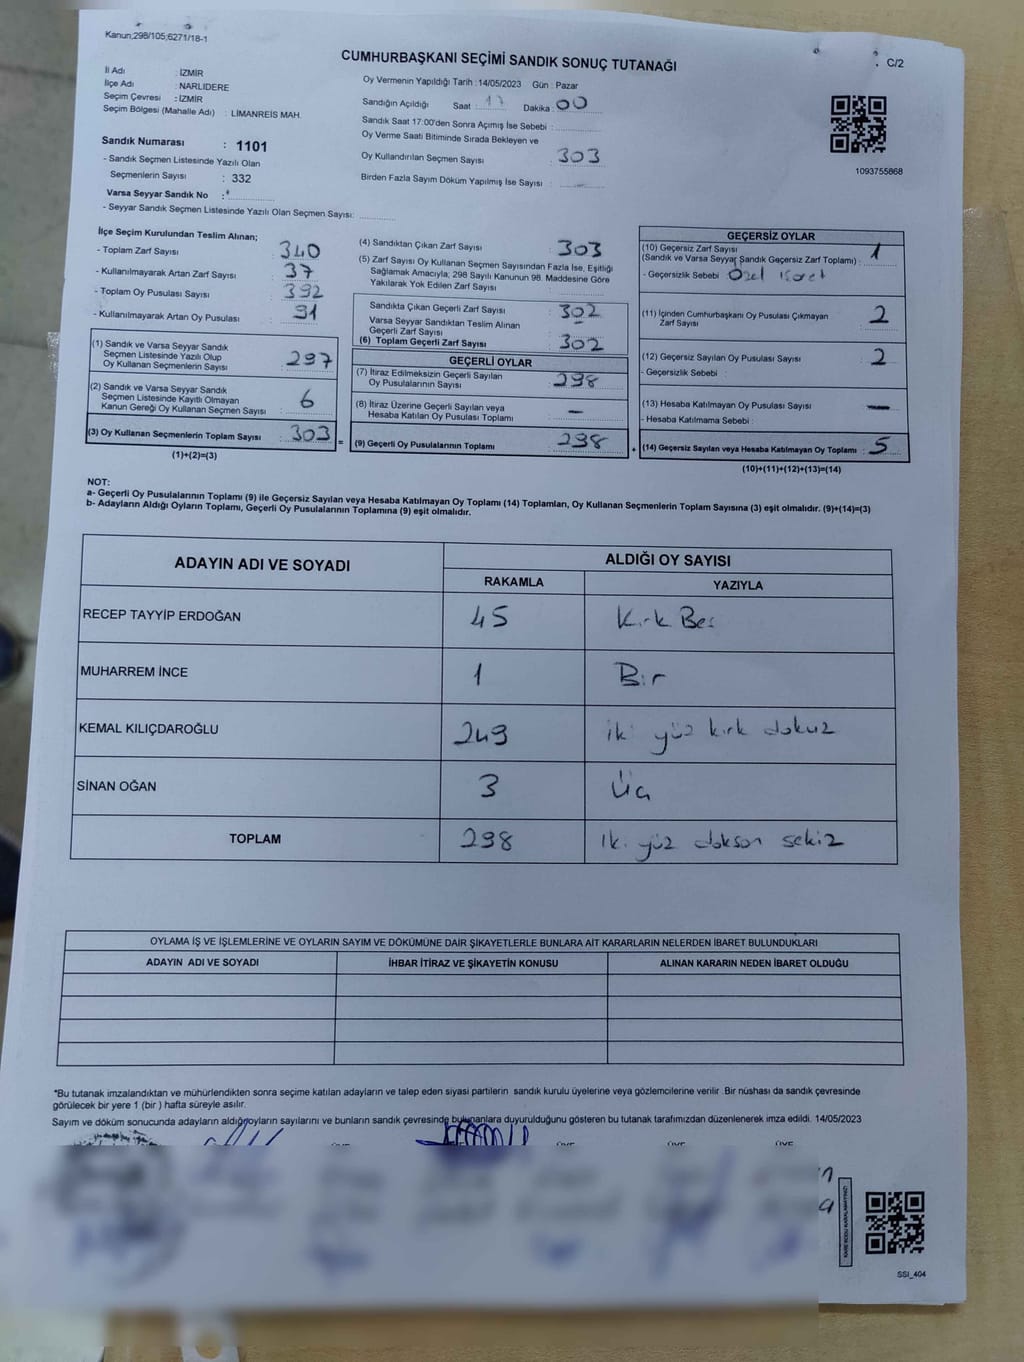 Kanun;298/105;6271/18-1
C/2
CUMHURBAŞKANI SEÇİMİ SANDIK SONUÇ TUTANAĞI
İl Adı : İZMİR
İlçe Adı : NARLIDERE
Seçim Çevresi : İZMİR
Seçim Bölgesi (Mahalle Adı) : LİMANREİS MAH.
Sandık Numarası : 1101
- Sandık Seçmen Listesinde Yazılı Olan
Seçmenlerin Sayısı : 332
Varsa Seyyar Sandık No :*
- Seyyar Sandık Seçmen Listesinde Yazılı Olan Seçmen Sayısı:
Oy Vermenin Yapıldığı Tarih :14/05/2023 Gün : Pazar
Sandığın Açıldığı Saat : 17 Dakika : 00
Sandık Saat 17:00'den Sonra Açımış İse Sebebi :
Oy Verme Saati Bitiminde Sırada Bekleyen ve
Oy Kullandırılan Seçmen Sayısı : 303
Birden Fazla Sayım Döküm Yapılmış İse Sayısı : —
1093755868
İlçe Seçim Kurulundan Teslim Alınan;
- Toplam Zarf Sayısı : 340
- Kullanılmayarak Artan Zarf Sayısı : 37
- Toplam Oy Pusulası Sayısı : 392
- Kullanılmayarak Artan Oy Pusulası : 91
(1) Sandık ve Varsa Seyyar Sandık
Seçmen Listesinde Yazılı Olup
Oy Kullanan Seçmenlerin Sayısı : 297
(2) Sandık ve Varsa Seyyar Sandık
Seçmen Listesinde Kayıtlı Olmayan
Kanun Gereği Oy Kullanan Seçmen Sayısı : 6
(3) Oy Kullanan Seçmenlerin Toplam Sayısı : 303 =
(1)+(2)=(3)
(4) Sandıktan Çıkan Zarf Sayısı : 303
(5) Zarf Sayısı Oy Kullanan Seçmen Sayısından Fazla İse, Eşitliği
Sağlamak Amacıyla, 298 Sayılı Kanunun 98. Maddesine Göre
Yakılarak Yok Edilen Zarf Sayısı
Sandıkta Çıkan Geçerli Zarf Sayısı : 302
Varsa Seyyar Sandıktan Teslim Alınan
Geçerli Zarf Sayısı : —
(6) Toplam Geçerli Zarf Sayısı : 302
GEÇERLİ OYLAR
(7) İtiraz Edilmeksizin Geçerli Sayılan
Oy Pusulalarının Sayısı : 298
(8) İtiraz Üzerine Geçerli Sayılan veya
Hesaba Katılan Oy Pusulası Toplamı : —
(9) Geçerli Oy Pusulalarının Toplamı : 298 +
GEÇERSİZ OYLAR
(10) Geçersiz Zarf Sayısı
(Sandık ve Varsa Seyyar Sandık Geçersiz Zarf Toplamı) : 1
- Geçersizlik Sebebi : Özel işaret
(11) İçinden Cumhurbaşkanı Oy Pusulası Çıkmayan
Zarf Sayısı : 2
(12) Geçersiz Sayılan Oy Pusulası Sayısı : 2
- Geçersizlik Sebebi :
(13) Hesaba Katılmayan Oy Pusulası Sayısı : —
- Hesaba Katılmama Sebebi :
(14) Geçersiz Sayılan veya Hesaba Katılmayan Oy Toplamı : 5
(10)+(11)+(12)+(13)=(14)
NOT:
a- Geçerli Oy Pusulalarının Toplamı (9) ile Geçersiz Sayılan veya Hesaba Katılmayan Oy Toplamı (14) Toplamları, Oy Kullanan Seçmenlerin Toplam Sayısına (3) eşit olmalıdır. (9)+(14)=(3)
b- Adayların Aldığı Oyların Toplamı, Geçerli Oy Pusulalarının Toplamına (9) eşit olmalıdır.
ADAYIN ADI VE SOYADI ALDIĞI OY SAYISI
RAKAMLA YAZIYLA
RECEP TAYYİP ERDOĞAN 45 Kırk Beş
MUHARREM İNCE 1 Bir
KEMAL KILIÇDAROĞLU 249 iki yüz kırk dokuz
SİNAN OĞAN 3 Üç
TOPLAM 298 İki yüz doksan sekiz
OYLAMA İŞ VE İŞLEMLERİNE VE OYLARIN SAYIM VE DÖKÜMÜNE DAİR ŞİKAYETLERLE BUNLARA AİT KARARLARIN NELERDEN İBARET BULUNDUKLARI
ADAYIN ADI VE SOYADI İHBAR İTİRAZ VE ŞİKAYETİN KONUSU ALINAN KARARIN NEDEN İBARET OLDUĞU
*Bu tutanak imzalandıktan ve mühürlendikten sonra seçime katılan adayların ve talep eden siyasi partilerin sandık kurulu üyelerine veya gözlemcilerine verilir. Bir nüshası da sandık çevresinde
görülecek bir yere 1 (bir) hafta süreyle asılır.
Sayım ve döküm sonucunda adayların aldığı oyların sayılarını ve bunların sandık çevresinde bulunanlara duyurulduğunu gösteren bu tutanak tarafımızdan düzenlenerek imza edildi. 14/05/2023
SSI_404